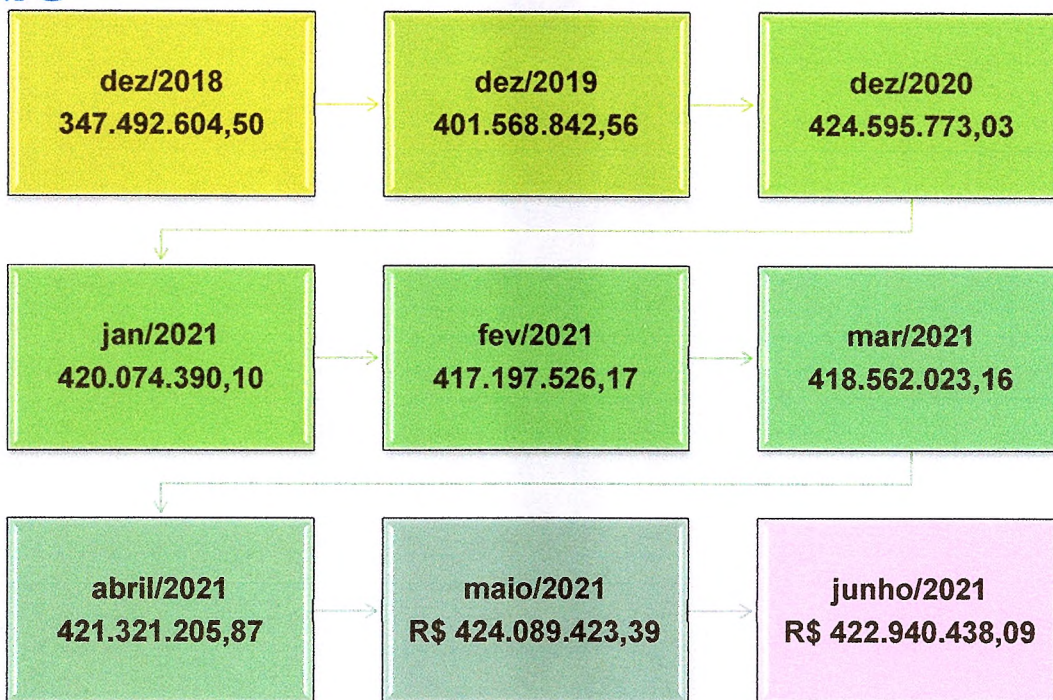 dez/2018
347.492.604,50
dez/2019
401.568.842,56
dez/2020
424.595.773,03
jan/2021
420.074.390,10
fev/2021
417.197.526,17
mar/2021
418.562.023,16
abril/2021
421.321.205,87
maio/2021
R$ 424.089.423,39
junho/2021
R$ 422.940.438,09